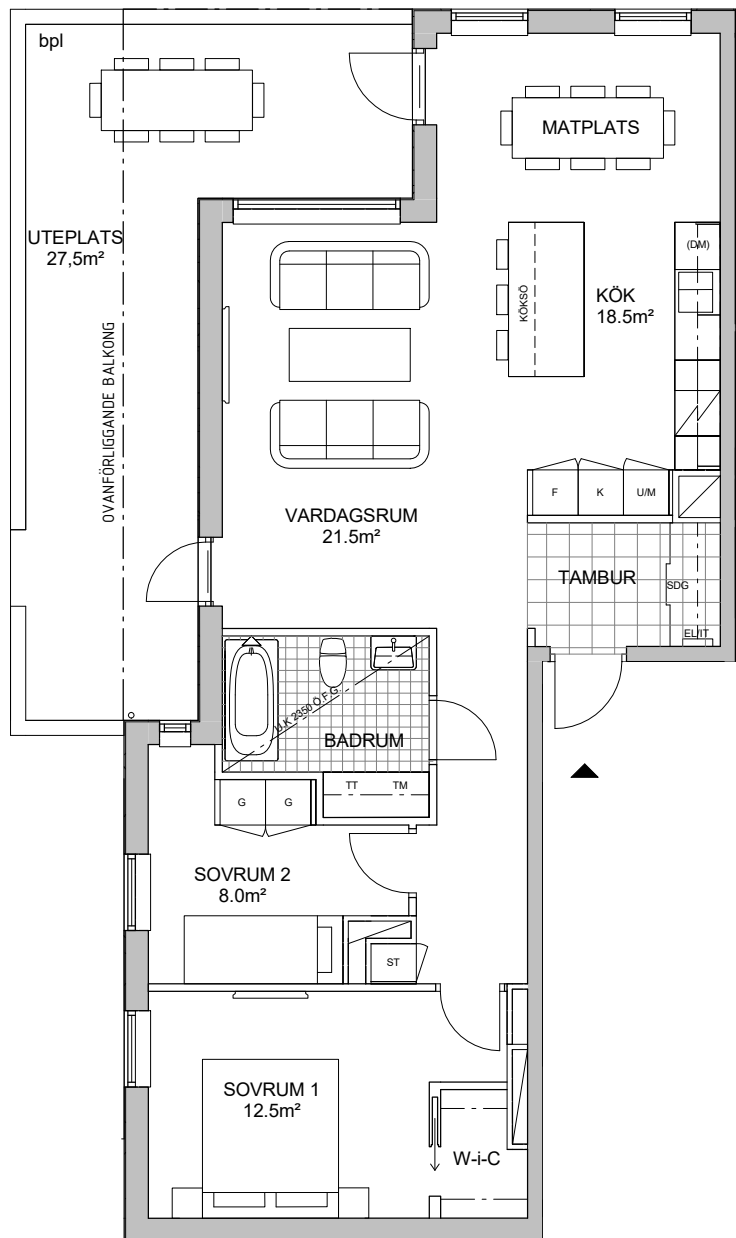 bpl
MATPLATS
UTEPLATS
27,5m²
(DM)
KÖKSÖ
KÖK
18.5m²
OVANFÖRLIGGANDE BALKONG
F
K
U/M
VARDAGSRUM
21.5m²
TAMBUR
SDG
EL/IT
U.K 2350 Ö.F.G.
BADRUM
TT
TM
G
G
SOVRUM 2
8.0m²
ST
SOVRUM 1
12.5m²
W-i-C